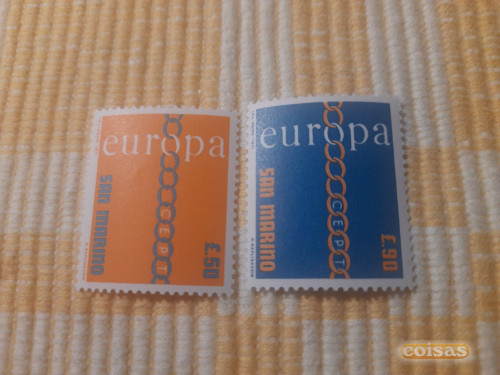 europa
SAN MARINO
CEPT
£.50
europa
SAN MARINO
CEPT
£.90
coisas